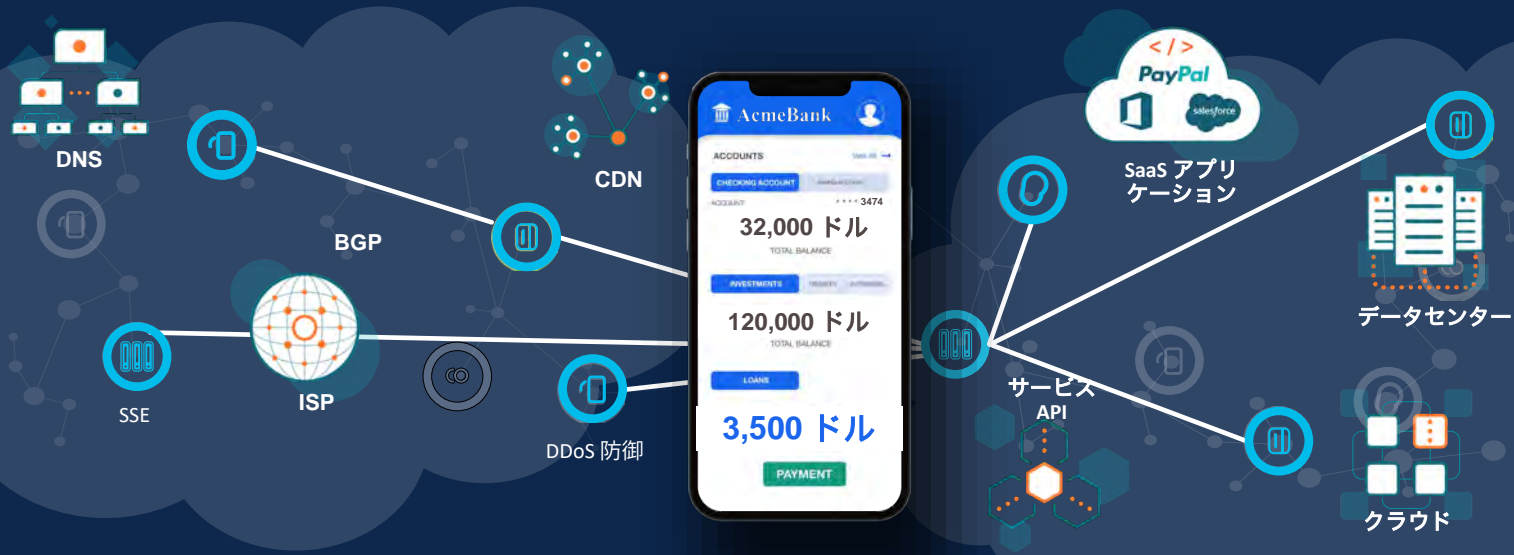 DNS
BGP
CDN
SSE
ISP
DDoS 防御
AcmeBank
ACCOUNTS
View All
CHECKING ACCOUNT
ACCOUNT
**** 3474
32,000 ドル
TOTAL BALANCE
INVESTMENTS
120,000 ドル
TOTAL BALANCE
LOANS
3,500 ドル
PAYMENT
</>
PayPal
salesforce
SaaS アプリ
ケーション
データセンター
サービス
API
クラウド